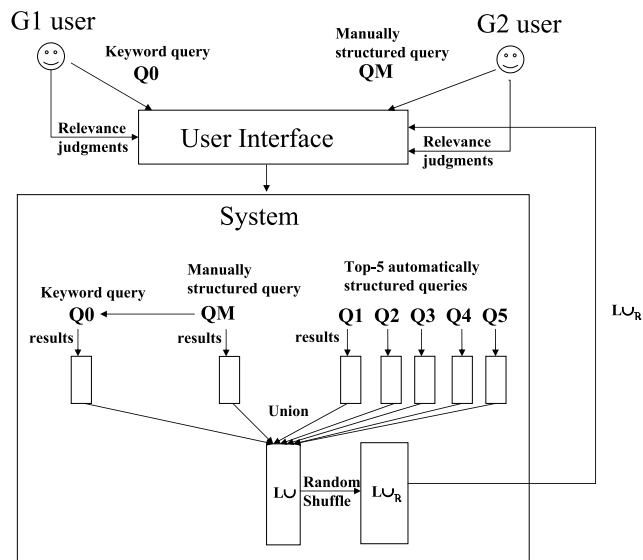 G1 user
G2 user
Keyword query
Q0
Manually
structured query
QM
Relevance
judgments
User Interface
Relevance
judgments
System
Keyword query
Q0
Manually
structured query
QM
Top-5 automatically
structured queries
Q1 Q2 Q3 Q4 Q5
results
results
results
L∪R
Union
L∪
Random
Shuffle
L∪R